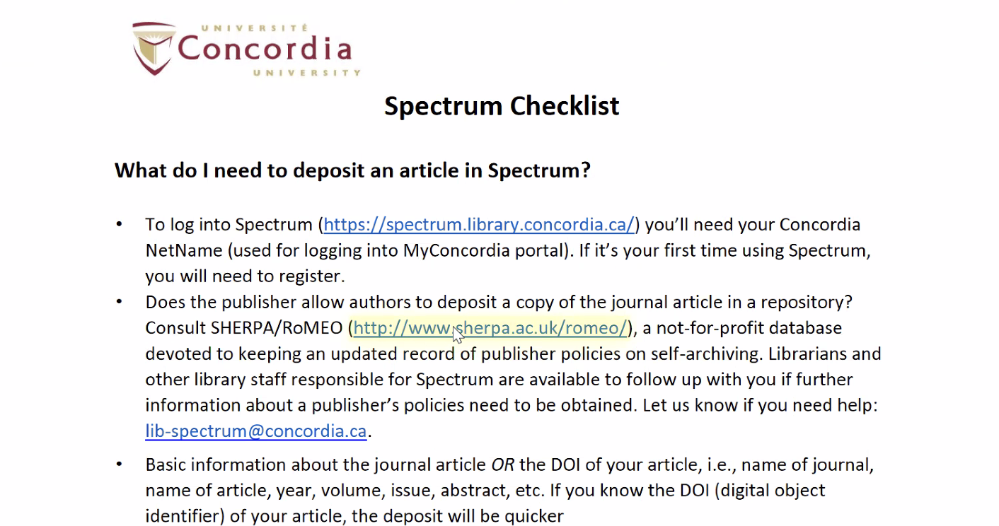 UNIVERSITÉ
Concordia
UNIVERSITY
Spectrum Checklist
What do I need to deposit an article in Spectrum?
• To log into Spectrum (https://spectrum.library.concordia.ca/) you’ll need your Concordia
NetName (used for logging into MyConcordia portal). If it’s your first time using Spectrum,
you will need to register.
• Does the publisher allow authors to deposit a copy of the journal article in a repository?
Consult SHERPA/RoMEO (http://www.sherpa.ac.uk/romeo/), a not-for-profit database
devoted to keeping an updated record of publisher policies on self-archiving. Librarians and
other library staff responsible for Spectrum are available to follow up with you if further
information about a publisher’s policies need to be obtained. Let us know if you need help:
lib-spectrum@concordia.ca.
• Basic information about the journal article OR the DOI of your article, i.e., name of journal,
name of article, year, volume, issue, abstract, etc. If you know the DOI (digital object
identifier) of your article, the deposit will be quicker